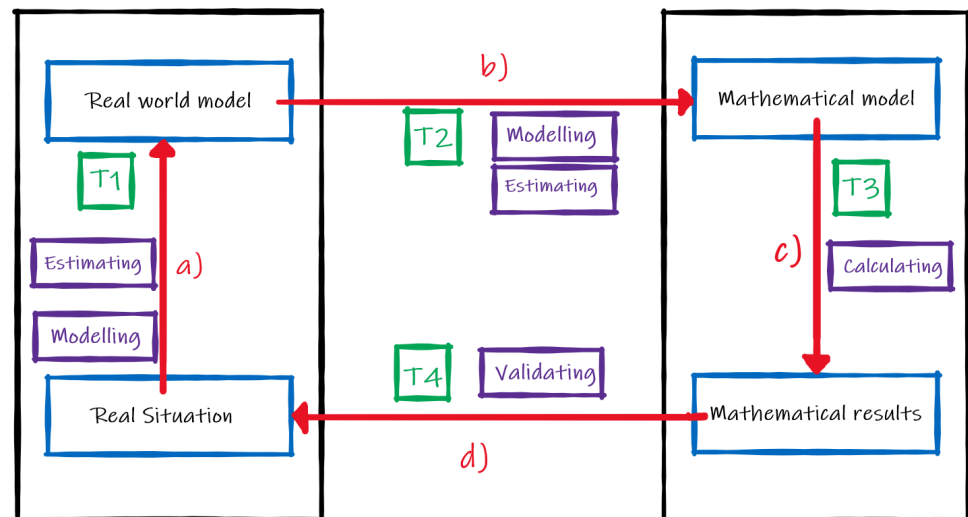 b)
Real world model
Mathematical model
T2
Modelling
T1
T3
Estimating
Estimating
a)
c)
Calculating
Modelling
T4
Validating
Real Situation
Mathematical results
d)